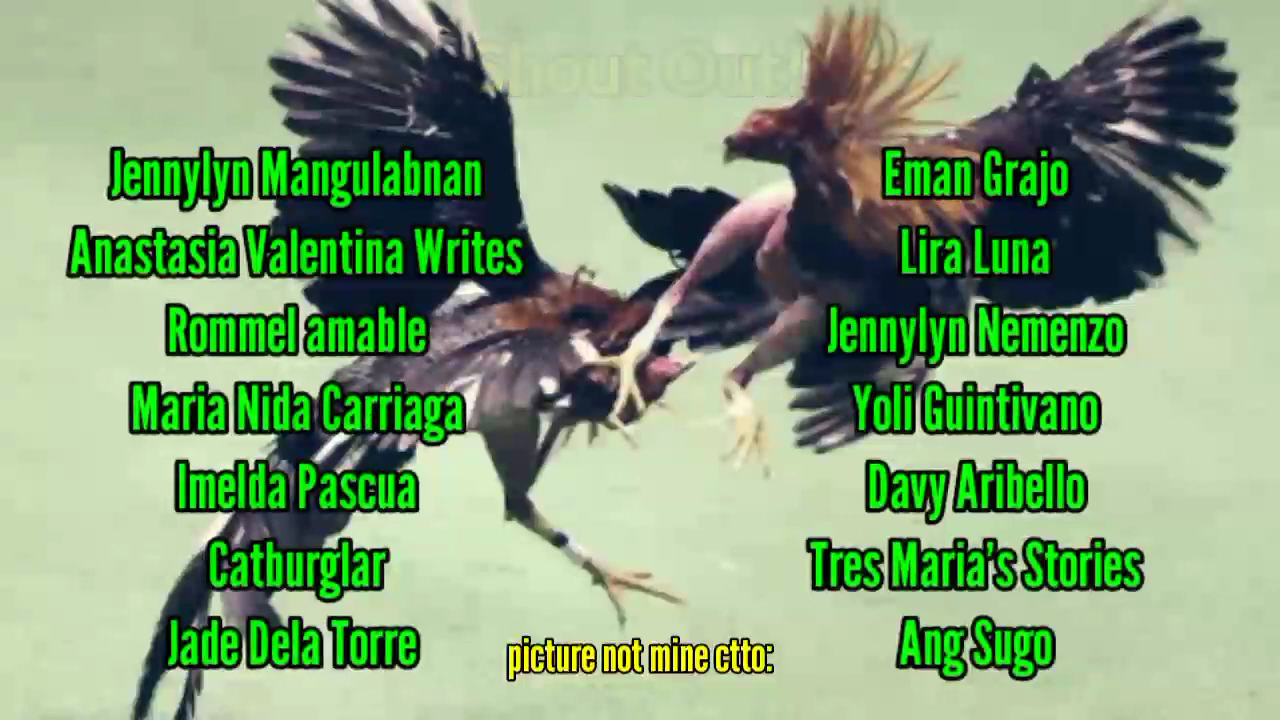 Shout Out!
Jennylyn Mangulabnan
Anastasia Valentina Writes
Rommel amable
Maria Nida Carriaga
Imelda Pascua
Catburglar
Jade Dela Torre
Eman Grajo
Lira Luna
Jennylyn Nemenzo
Yoli Guintivano
Davy Aribello
Tres Maria's Stories
Ang Sugo
picture not mine ctto: